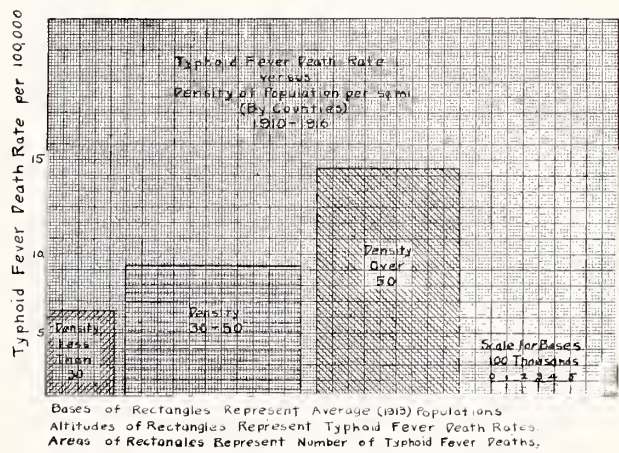 Typhoid Fever Death Rate per 100,000
Typhoid Fever Death Rate
versus
Density of Population per sq mi
(By Counties)
1910-1916
15
10
5
Density
Less
Than
30
Density
30-50
Density
Over
50
Scale for Bases
100 Thousands
0 1 2 3 4 5
Bases of Rectangles Represent Average (1913) Populations
Altitudes of Rectangles Represent Typhoid Fever Death Rates.
Areas of Rectangles Represent Number of Typhoid Fever Deaths.